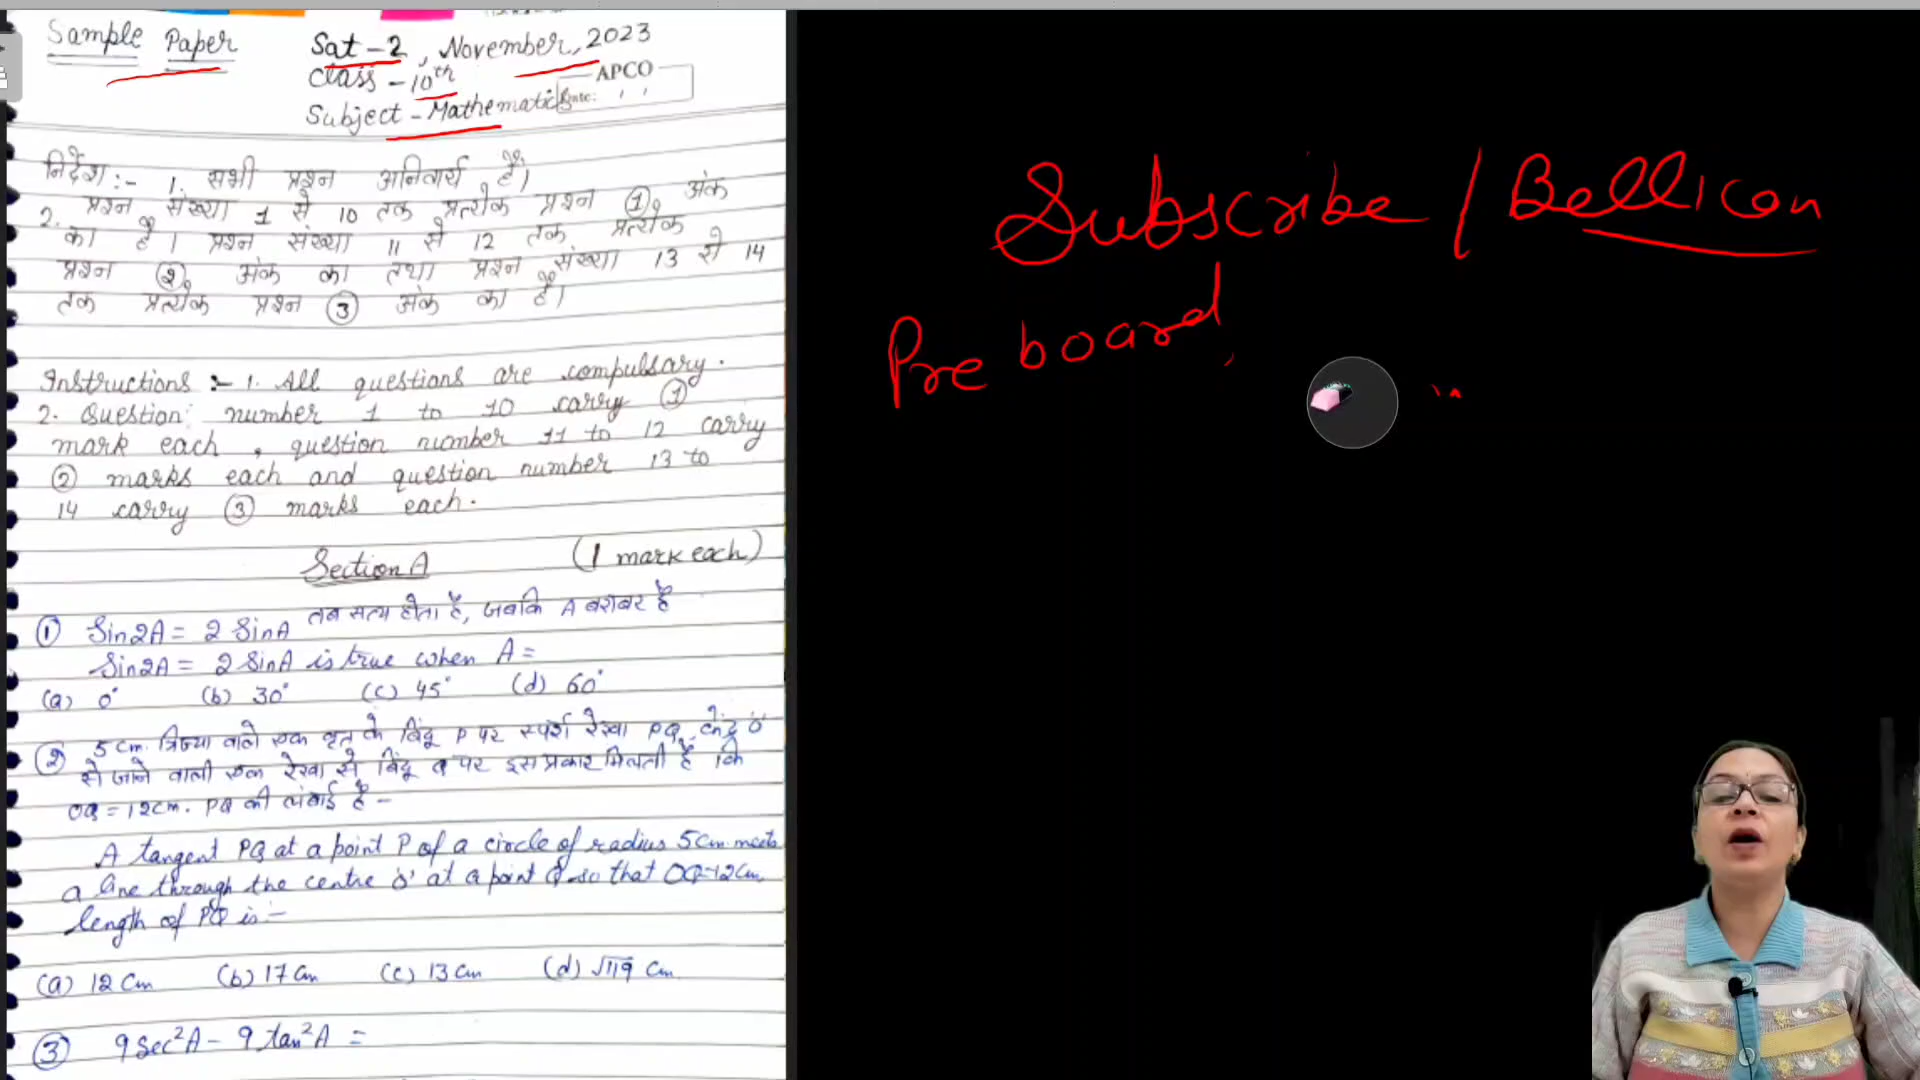 Sample Paper
Sat-2, November, 2023
Class - 10th
APCO
Date:
Subject - Mathematics
निर्देश :- 1. सभी प्रश्न अनिवार्य हैं।
2. प्रश्न संख्या 1 से 10 तक प्रत्येक प्रश्न 1 अंक
का है। प्रश्न संख्या 11 से 12 तक प्रत्येक
प्रश्न 2 अंक का तथा प्रश्न संख्या 13 से 14
तक प्रत्येक प्रश्न 3 अंक का है।
Instructions :- 1. All questions are compulsary.
2. Question: number 1 to 10 carry 1
mark each, question number 11 to 12 carry
2 marks each and question number 13 to
14 carry 3 marks each.
Section A (1 mark each)
1 Sin2A = 2 SinA तब सत्य होता है, जबकि A बराबर है
Sin2A = 2 SinA is true when A =
(a) 0° (b) 30° (c) 45° (d) 60°
2 5 cm. त्रिज्या वाले एक वृत के बिंदू P पर स्पर्श रेखा PQ केंद्र 'O'
से जाने वाली एक रेखा से बिंदू Q पर इस प्रकार मिलती है कि
OQ = 12cm. PQ की लंबाई है -
A tangent PQ at a point P of a circle of radius 5cm meets
a line through the centre 'O' at a point Q so that OQ=12cm
length of PQ is :-
(a) 12 cm (b) 17 cm (c) 13 cm (d) √119 cm
3 9 sec²A - 9 tan²A =
Subscribe / Bellicon
Pre board,